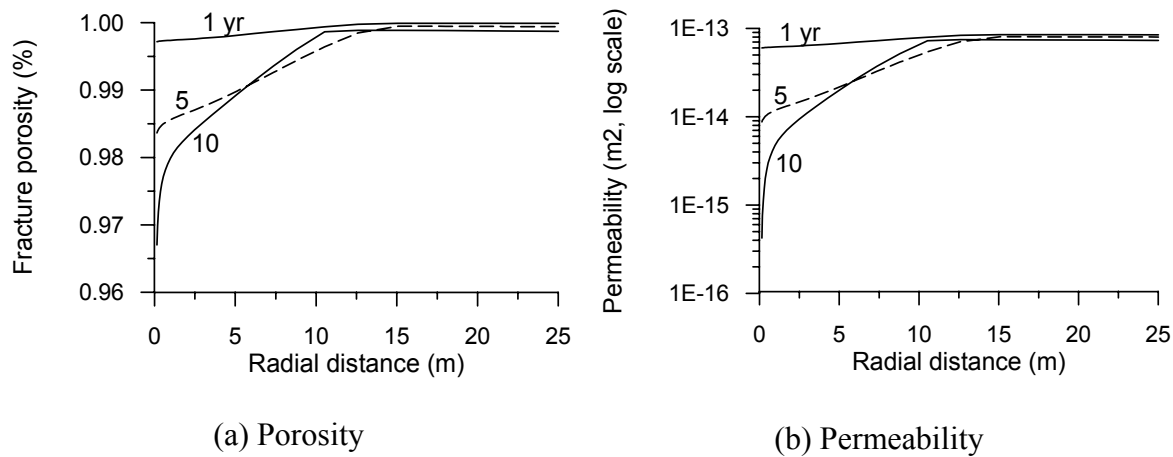 Fracture porosity (%)
1.00
0.99
0.98
0.97
0.96
1 yr
5
10
0 5 10 15 20 25
Radial distance (m)
(a) Porosity
Permeability (m2, log scale)
1E-13
1E-14
1E-15
1E-16
1 yr
5
10
0 5 10 15 20 25
Radial distance (m)
(b) Permeability